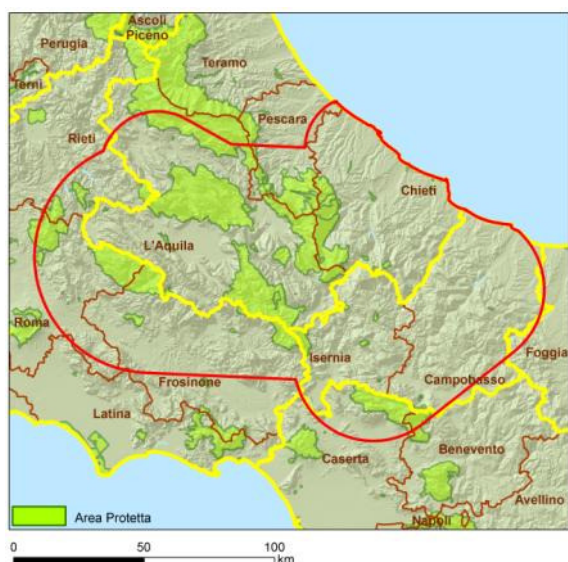 Ascoli
Piceno
Perugia
Teramo
Terni
Pescara
Rieti
Chieti
L'Aquila
Roma
Isernia
Foggia
Frosinone
Campobasso
Latina
Benevento
Caserta
Avellino
Napoli
Area Protetta
0 50 100
km